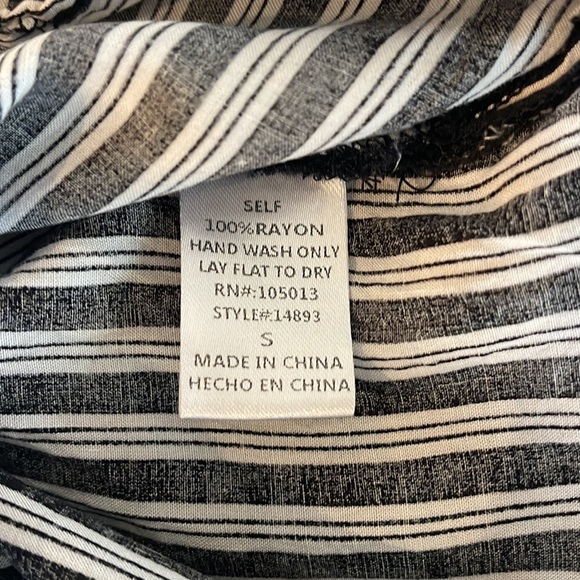 SELF
100%RAYON
HAND WASH ONLY
LAY FLAT TO DRY
RN#:105013
STYLE#:14893
S
MADE IN CHINA
HECHO EN CHINA